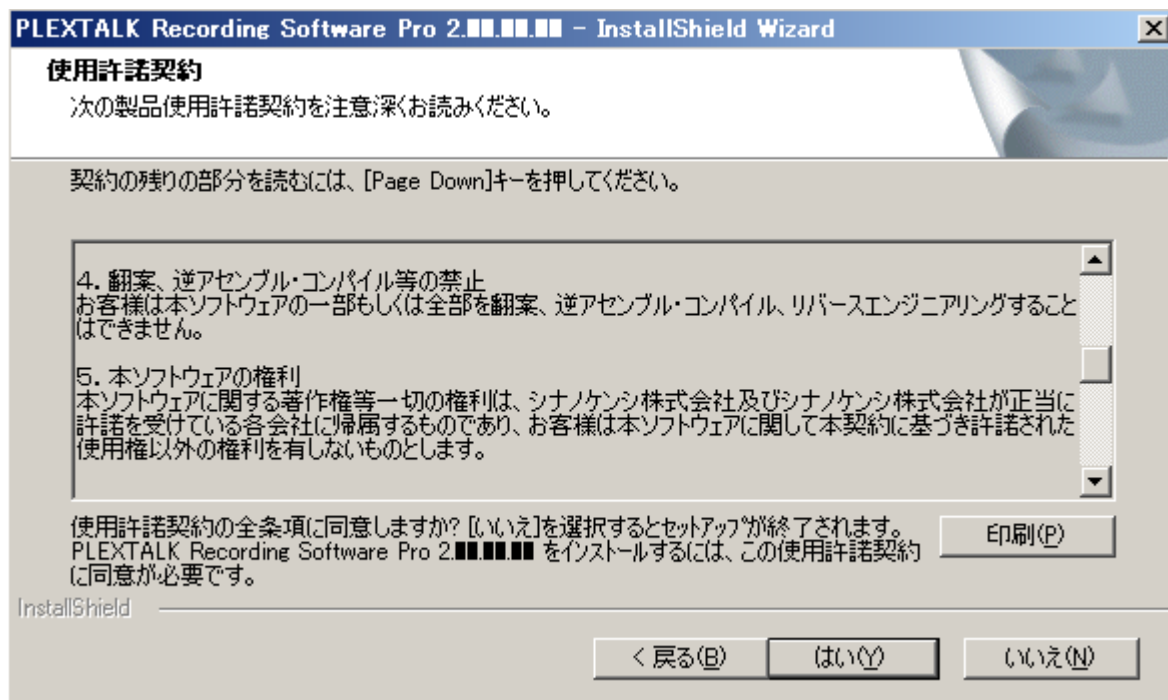 PLEXTALK Recording Software Pro 2.■■.■■.■■ - InstallShield Wizard
使用許諾契約
次の製品使用許諾契約を注意深くお読みください。
契約の残りの部分を読むには、[Page Down]キーを押してください。
4. 翻案、逆アセンブル・コンパイル等の禁止
お客様は本ソフトウェアの一部もしくは全部を翻案、逆アセンブル・コンパイル、リバースエンジニアリングすること
はできません。
5. 本ソフトウェアの権利
本ソフトウェアに関する著作権等一切の権利は、シナノケンシ株式会社及びシナノケンシ株式会社が正当に
許諾を受けている各会社に帰属するものであり、お客様は本ソフトウェアに関して本契約に基づき許諾された
使用権以外の権利を有しないものとします。
使用許諾契約の全条項に同意しますか? [いいえ]を選択するとセットアップが終了されます。
PLEXTALK Recording Software Pro 2.■■.■■.■■ をインストールするには、この使用許諾契約
に同意が必要です。
印刷(P)
InstallShield
< 戻る(B)
はい(Y)
いいえ(N)